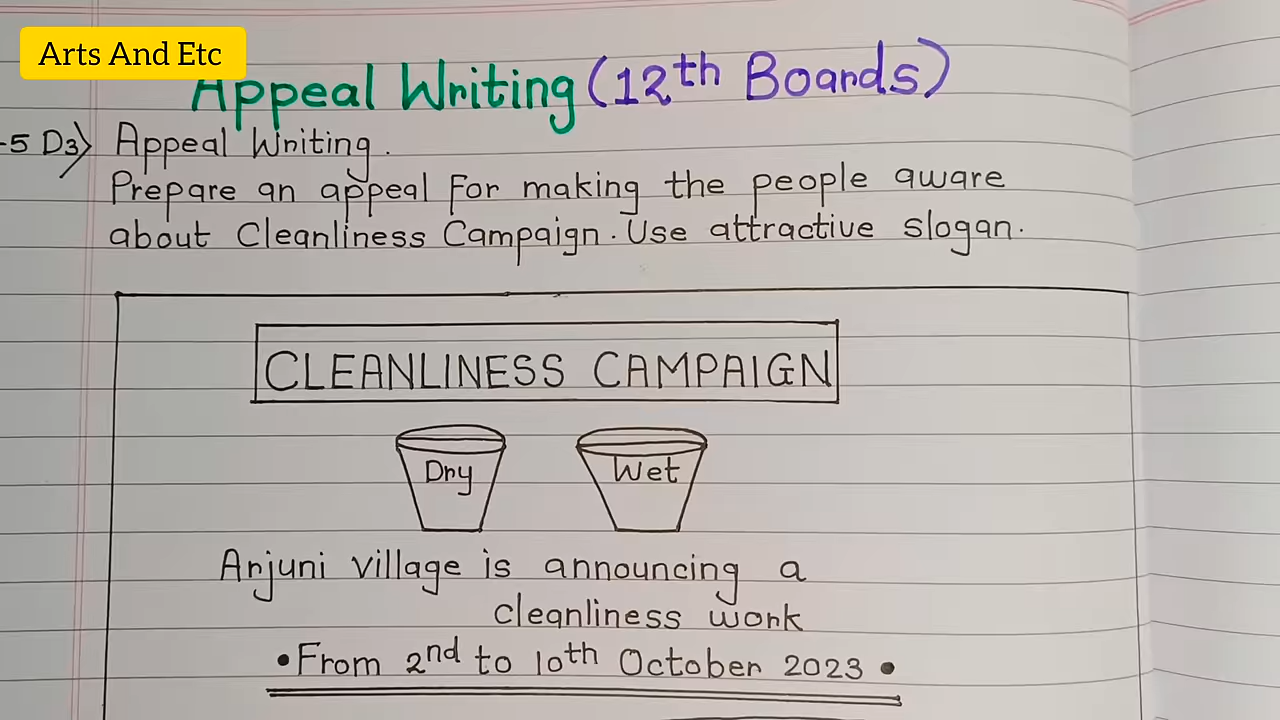 Arts And Etc
Appeal Writing (12th Boards)
-5 D3) Appeal Writing.
Prepare an appeal for making the people aware
about Cleanliness Campaign. Use attractive slogan.
CLEANLINESS CAMPAIGN
Dry Wet
Arjuni village is announcing a
cleanliness work
• From 2nd to 10th October 2023 •